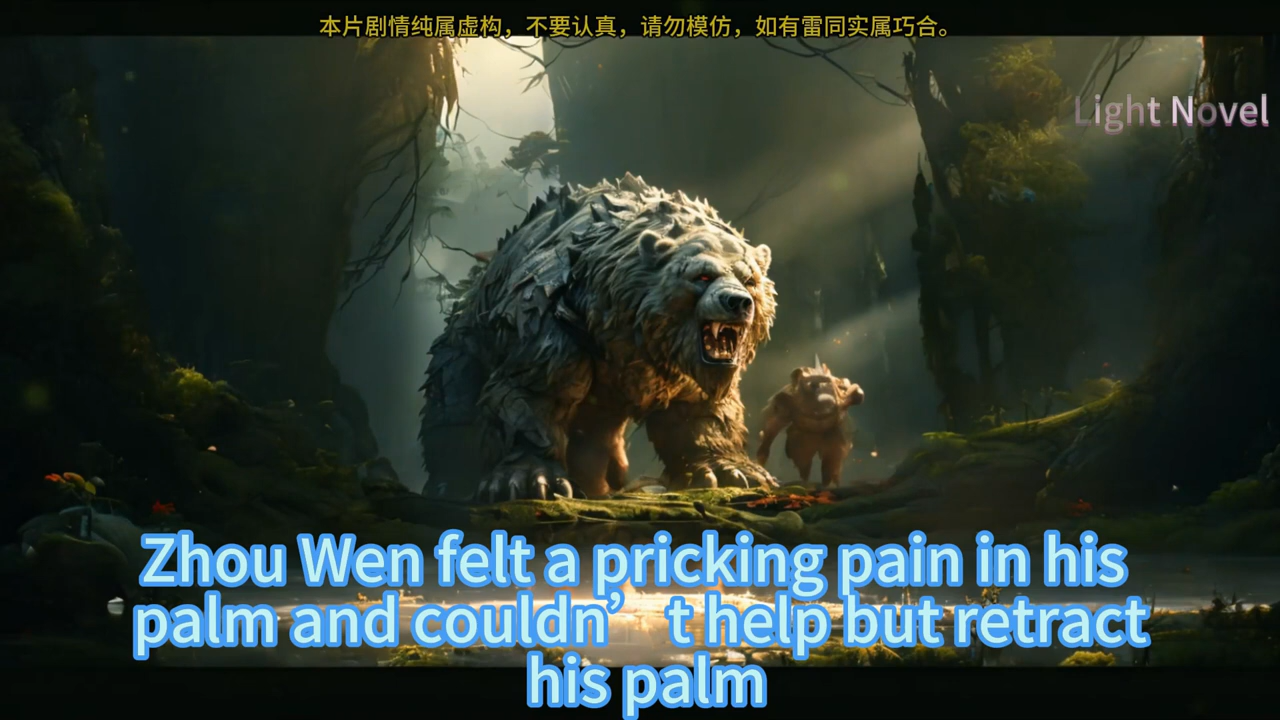 本片剧情纯属虚构，不要认真，请勿模仿，如有雷同实属巧合。
Light Novel
Zhou Wen felt a pricking pain in his
palm and couldn’t help but retract
his palm